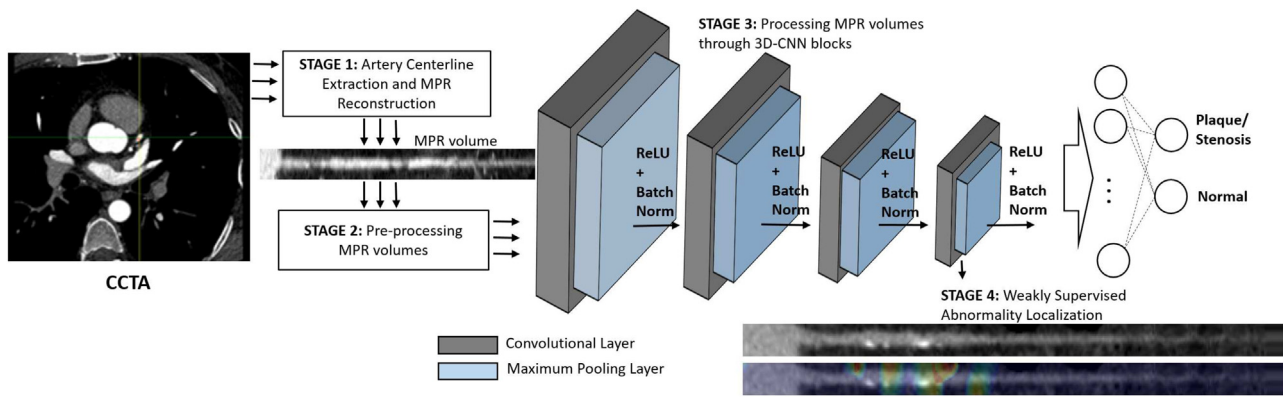 STAGE 1: Artery Centerline
Extraction and MPR
Reconstruction
MPR volume
STAGE 2: Pre-processing
MPR volumes
CCTA
STAGE 3: Processing MPR volumes
through 3D-CNN blocks
ReLU
+
Batch
Norm
ReLU
+
Batch
Norm
ReLU
+
Batch
Norm
ReLU
+
Batch
Norm
Plaque/
Stenosis
Normal
STAGE 4: Weakly Supervised
Abnormality Localization
Convolutional Layer
Maximum Pooling Layer